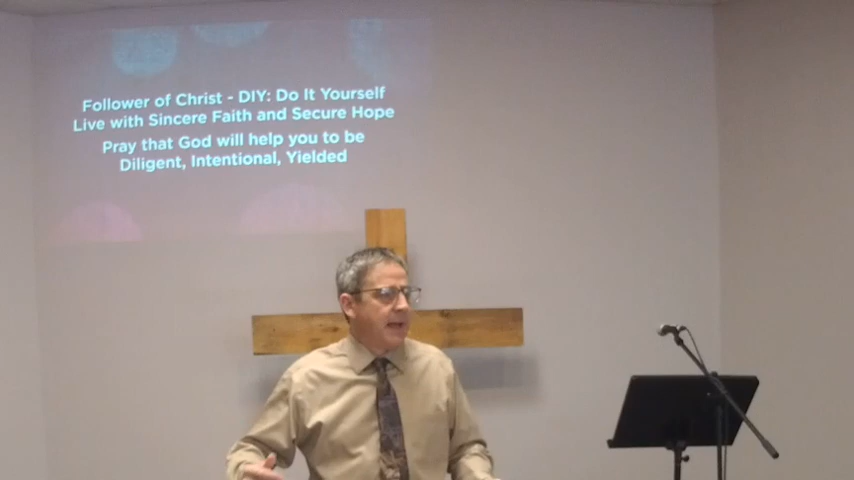 Follower of Christ - DIY: Do It Yourself
Live with Sincere Faith and Secure Hope
Pray that God will help you to be
Diligent, Intentional, Yielded